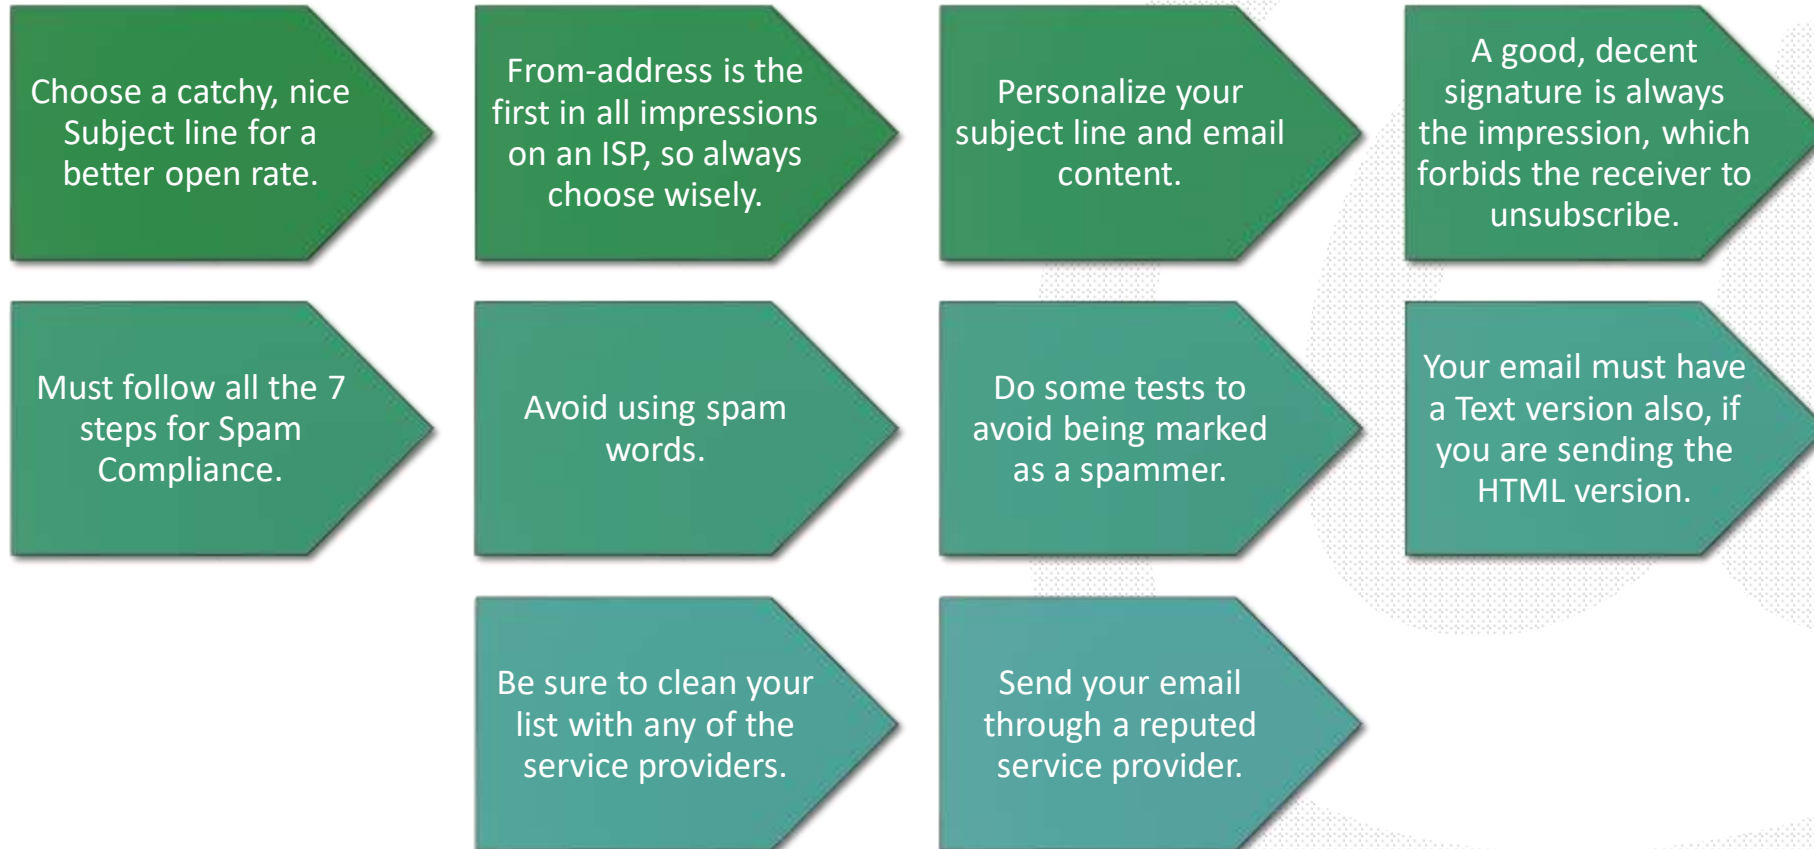 Choose a catchy, nice
Subject line for a
better open rate.
From-address is the
first in all impressions
on an ISP, so always
choose wisely.
Personalize your
subject line and email
content.
A good, decent
signature is always
the impression, which
forbids the receiver to
unsubscribe.
Must follow all the 7
steps for Spam
Compliance.
Avoid using spam
words.
Do some tests to
avoid being marked
as a spammer.
Your email must have
a Text version also, if
you are sending the
HTML version.
Be sure to clean your
list with any of the
service providers.
Send your email
through a reputed
service provider.